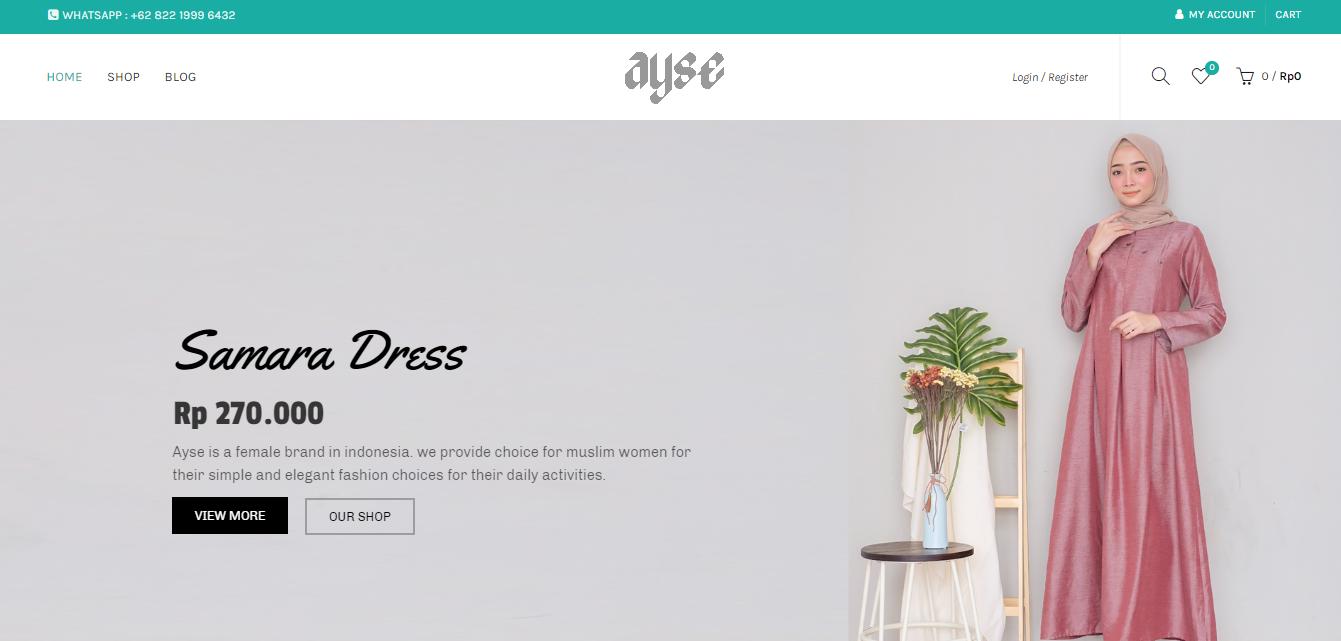 WHATSAPP : +62 822 1999 6432
MY ACCOUNT
CART
HOME
SHOP
BLOG
ayse
Login / Register
0
0 / Rp0
Samara Dress
Rp 270.000
Ayse is a female brand in indonesia. we provide choice for muslim women for
their simple and elegant fashion choices for their daily activities.
VIEW MORE
OUR SHOP